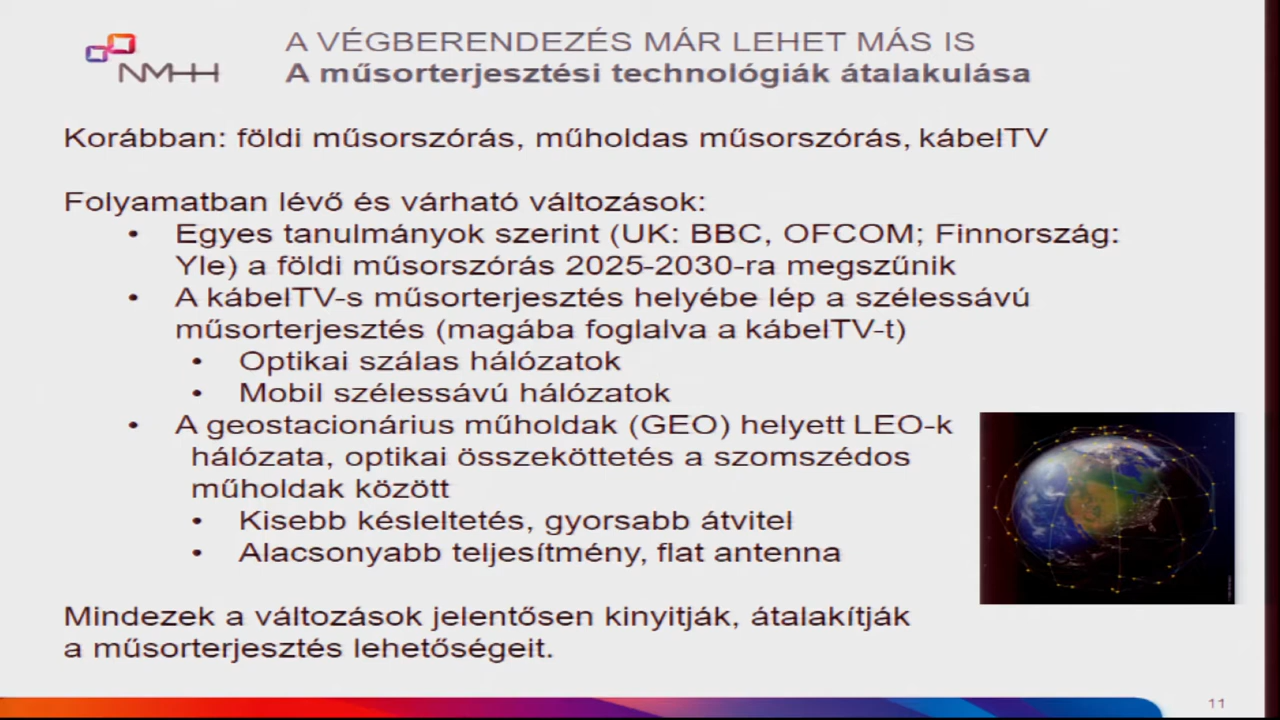 NMHH
A VÉGBERENDEZÉS MÁR LEHET MÁS IS
A műsorterjesztési technológiák átalakulása
Korábban: földi műsorszórás, műholdas műsorszórás, kábelTV
Folyamatban lévő és várható változások:
• Egyes tanulmányok szerint (UK: BBC, OFCOM; Finnország:
Yle) a földi műsorszórás 2025-2030-ra megszűnik
• A kábelTV-s műsorterjesztés helyébe lép a szélessávú
műsorterjesztés (magába foglalva a kábelTV-t)
• Optikai szálas hálózatok
• Mobil szélessávú hálózatok
• A geostacionárius műholdak (GEO) helyett LEO-k
hálózata, optikai összeköttetés a szomszédos
műholdak között
• Kisebb késleltetés, gyorsabb átvitel
• Alacsonyabb teljesítmény, flat antenna
Mindezek a változások jelentősen kinyitják, átalakítják
a műsorterjesztés lehetőségeit.
11